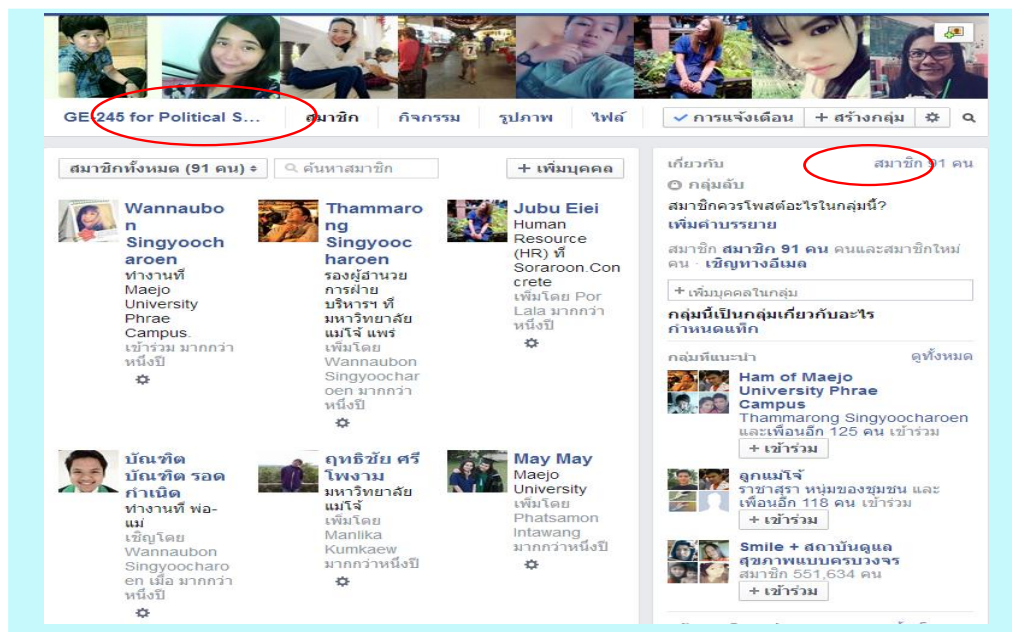 GE-245 for Political S...
สมาชิก
กิจกรรม
รูปภาพ
ไฟล์
✓ การแจ้งเตือน
+ สร้างกลุ่ม
สมาชิกทั้งหมด (91 คน)
ค้นหาสมาชิก
+ เพิ่มบุคคล
Wannaubo
n
Singyooch
aroen
ทำงานที่
Maejo
University
Phrae
Campus.
เข้าร่วม มากกว่า
หนึ่งปี
Thammaro
ng
Singyooc
haroen
รองผู้อำนวย
การฝ่าย
บริหารฯ ที่
มหาวิทยาลัย
แม่โจ้ แพร่
เพิ่มโดย
Wannaubon
Singyoochar
oen มากกว่า
หนึ่งปี
Jubu Eiei
Human
Resource
(HR) ที่
Soraroon.Con
crete
เพิ่มโดย Por
Lala มากกว่า
หนึ่งปี
บัณฑิต
บัณฑิต รอด
กำเนิด
ทำงานที่ พ่อ-
แม่
เชิญโดย
Wannaubon
Singyoocharo
en เมื่อ มากกว่า
หนึ่งปี
ฤทธิชัย ศรี
โพงาม
มหาวิทยาลัย
แม่โจ้
เพิ่มโดย
Manlika
Kumkaew
มากกว่าหนึ่งปี
May May
Maejo
University
เพิ่มโดย
Phatsamon
Intawang
มากกว่าหนึ่งปี
เกี่ยวกับ
สมาชิก 91 คน
กลุ่มลับ
สมาชิกควรโพสต์อะไรในกลุ่มนี้?
เพิ่มคำบรรยาย
สมาชิก สมาชิก 91 คน คนและสมาชิกใหม่
คน · เชิญทางอีเมล
+ เพิ่มบุคคลในกลุ่ม
กลุ่มนี้เป็นกลุ่มเกี่ยวกับอะไร
กำหนดแท็ก
กลุ่มที่แนะนำ
ดูทั้งหมด
Ham of Maejo
University Phrae
Campus
Thammarong Singyoocharoen
และเพื่อนอีก 125 คน เข้าร่วม
+ เข้าร่วม
ลูกแม่โจ้
ราชาสุรา หนุ่มของชุมชน และ
เพื่อนอีก 118 คน เข้าร่วม
+ เข้าร่วม
Smile + สถาบันดูแล
สุขภาพแบบครบวงจร
สมาชิก 551,634 คน
+ เข้าร่วม